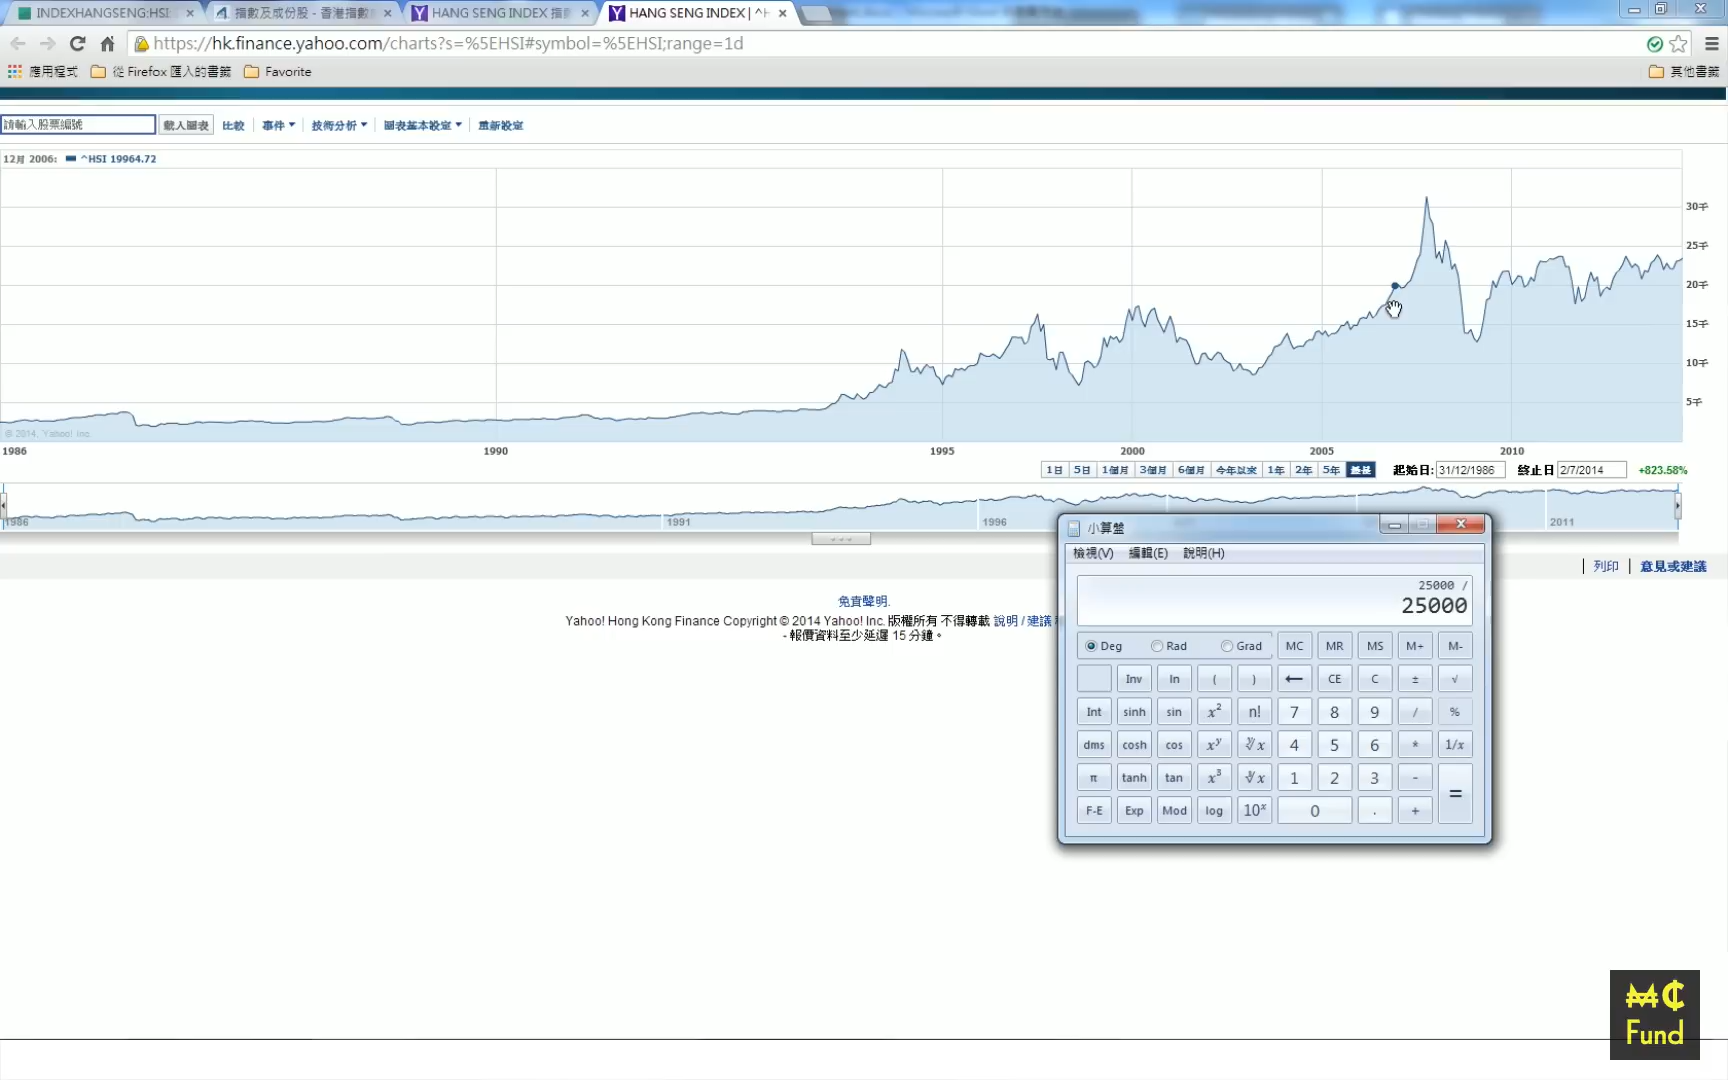 INDEXHANGSENG:HSI
指數及成份股 - 香港指數
HANG SENG INDEX 指數
HANG SENG INDEX | ^H
https://hk.finance.yahoo.com/charts?s=%5EHSI#symbol=%5EHSI;range=1d
應用程式 從 Firefox 匯入的書籤 Favorite 其他書籤
請輸入股票編號 載入圖表 比較 事件 技術分析 圖表基本設定 重新設定
12月 2006: ^HSI 19964.72
30千
25千
20千
15千
10千
5千
© 2014, Yahoo! Inc.
1986 1990 1995 2000 2005 2010
1日 5日 1個月 3個月 6個月 今年以來 1年 2年 5年 最長 起始日: 31/12/1986 終止日 2/7/2014 +823.58%
1986 1991 1996 2011
列印 意見或建議
免責聲明.
Yahoo! Hong Kong Finance Copyright © 2014 Yahoo! Inc. 版權所有 不得轉載 說明 / 建議
- 報價資料至少延遲 15 分鐘。
小算盤
檢視(V) 編輯(E) 說明(H)
25000 /
25000
Deg Rad Grad MC MR MS M+ M-
Inv ln ( ) ← CE C ± √
Int sinh sin x² n! 7 8 9 / %
dms cosh cos xʸ ʸ√x 4 5 6 * 1/x
π tanh tan x³ ³√x 1 2 3 - =
F-E Exp Mod log 10ˣ 0 . +
M₵
Fund